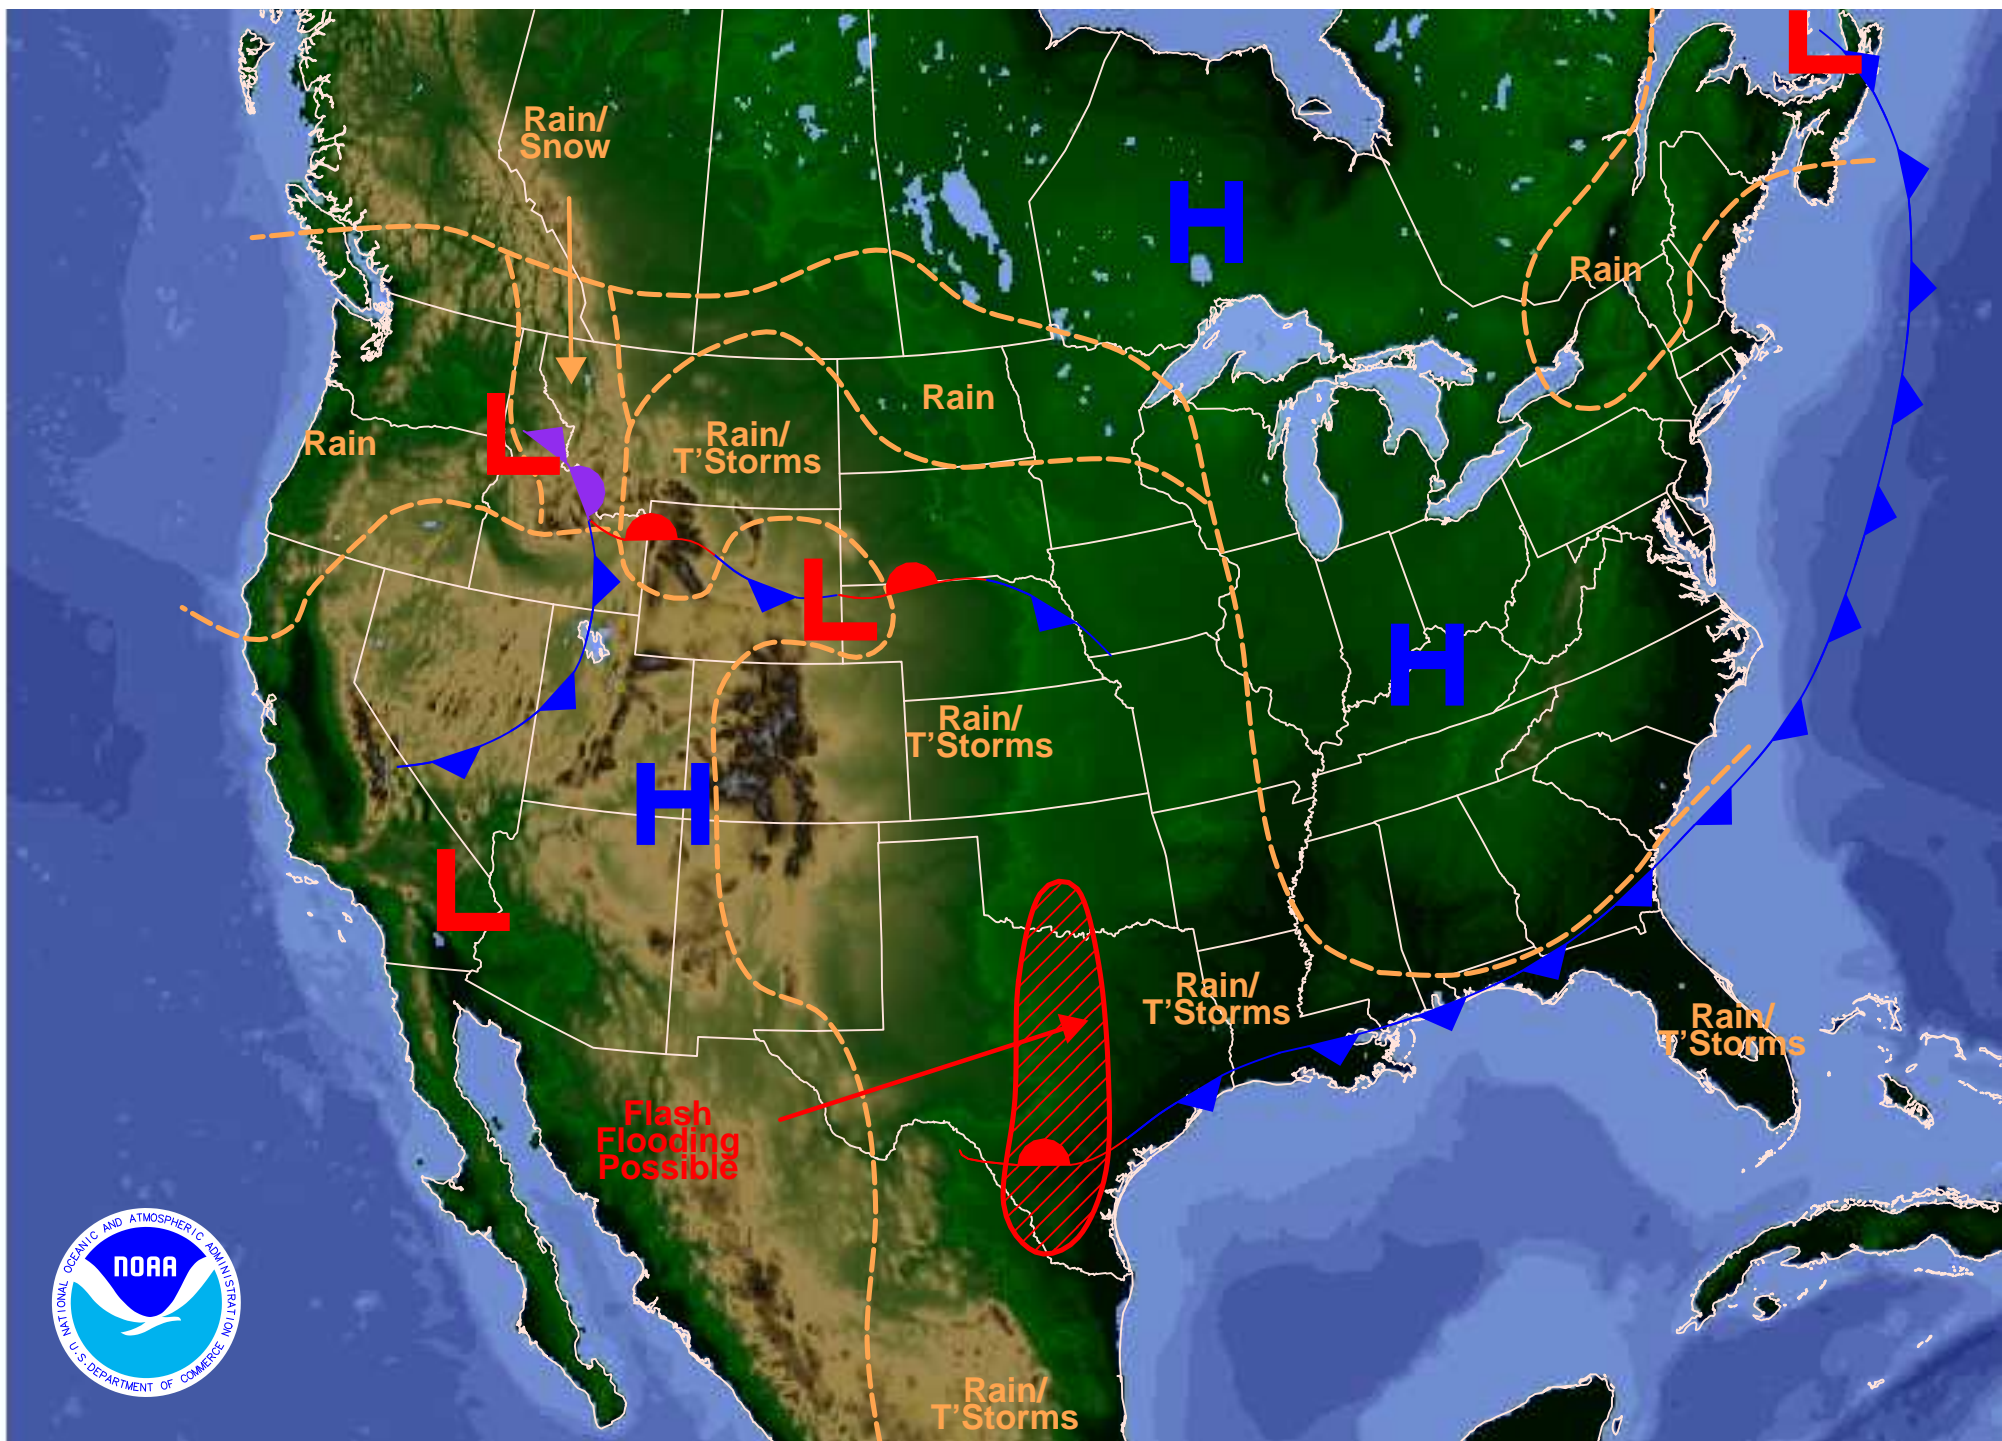 L
Rain/
Snow
H
Rain
L
Rain
Rain
Rain/
T'Storms
L
H
Rain/
T'Storms
H
L
Rain/
T'Storms
Rain/
T'Storms
Flash
Flooding
Possible
NATIONAL OCEANIC AND ATMOSPHERIC ADMINISTRATION
NOAA
U.S. DEPARTMENT OF COMMERCE
Rain/
T'Storms